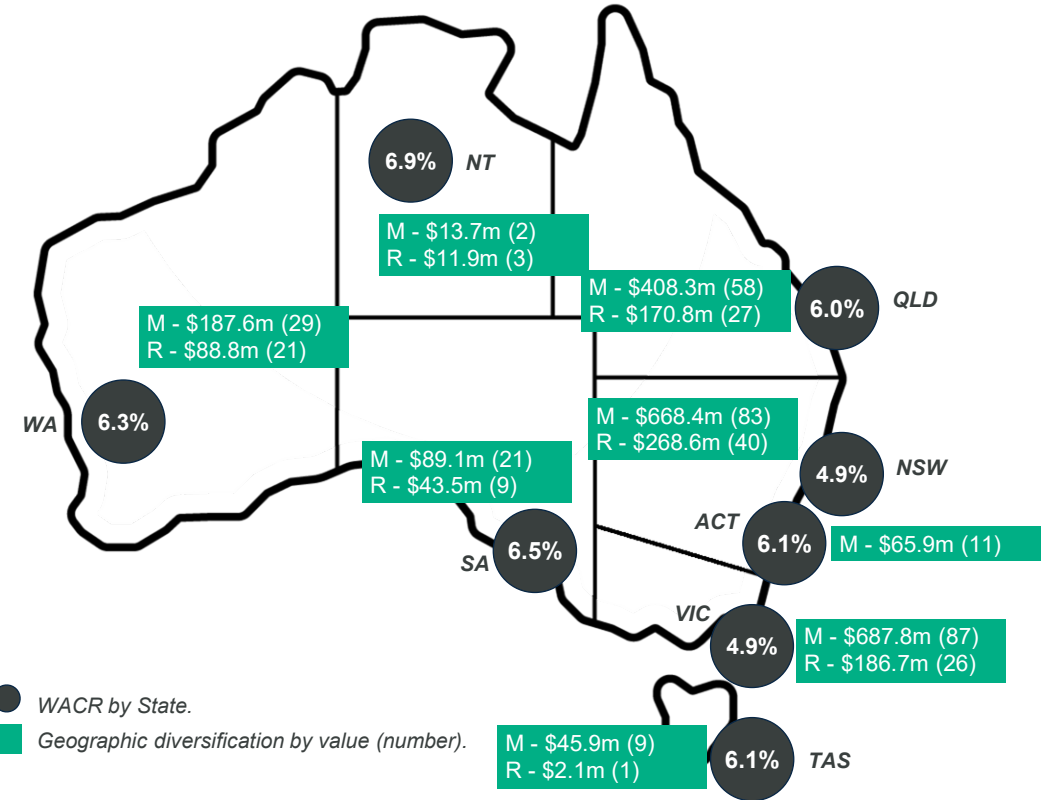 6.9%
NT
M - $13.7m (2)
R - $11.9m (3)
M - $408.3m (58)
R - $170.8m (27)
6.0%
QLD
M - $187.6m (29)
R - $88.8m (21)
WA
6.3%
M - $668.4m (83)
R - $268.6m (40)
4.9%
NSW
M - $89.1m (21)
R - $43.5m (9)
SA
6.5%
ACT
6.1%
M - $65.9m (11)
VIC
4.9%
M - $687.8m (87)
R - $186.7m (26)
WACR by State.
Geographic diversification by value (number).
M - $45.9m (9)
R - $2.1m (1)
6.1%
TAS